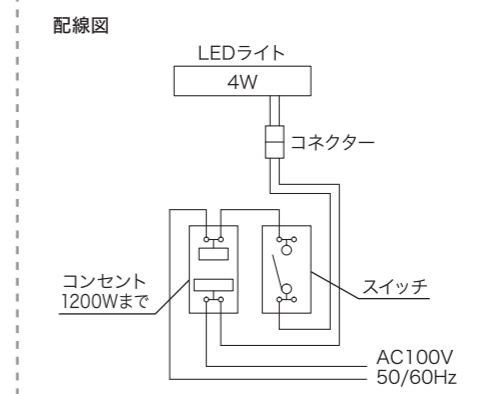 配線図
LEDライト
4W
コネクター
コンセント
1200Wまで
スイッチ
AC100V
50/60Hz